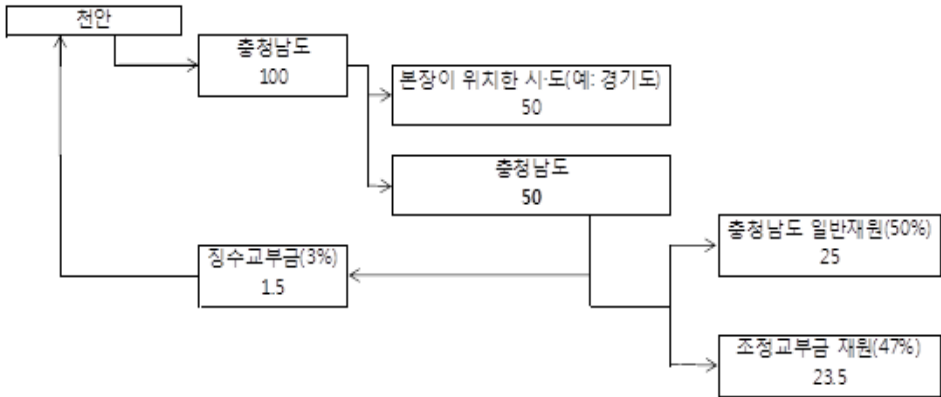 천안
충청남도
100
본장이 위치한 시·도(예: 경기도)
50
충청남도
50
충청남도 일반재원(50%)
25
징수교부금(3%)
1.5
조정교부금 재원(47%)
23.5